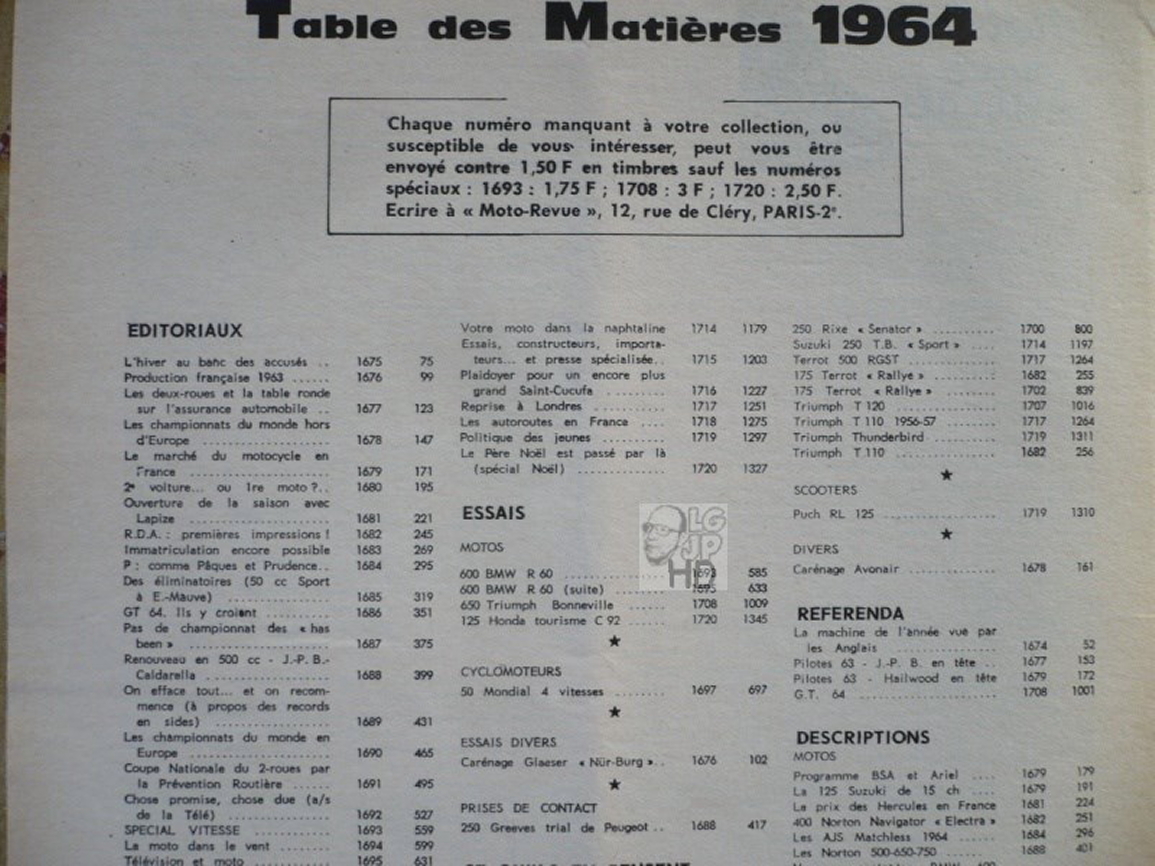 Table des Matières 1964
Chaque numéro manquant à votre collection, ou
susceptible de vous intéresser, peut vous être
envoyé contre 1,50 F en timbres sauf les numéros
spéciaux : 1693 : 1,75 F ; 1708 : 3 F ; 1720 : 2,50 F.
Ecrire à « Moto-Revue », 12, rue de Cléry, PARIS-2e.
EDITORIAUX
L'hiver au banc des accusés .. 1675 75
Production française 1963 ...... 1676 99
Les deux-roues et la table ronde
sur l'assurance automobile .. 1677 123
Les championnats du monde hors
d'Europe .................. 1678 147
Le marché du motocycle en
France .................... 1679 171
2e voiture... ou 1re moto ?.. 1680 195
Ouverture de la saison avec
Lapize .................... 1681 221
R.D.A. : premières impressions ! 1682 245
Immatriculation encore possible 1683 269
P : comme Pâques et Prudence.. 1684 295
Des éliminatoires (50 cc Sport
à E.-Mauve) .............. 1685 319
GT 64. Ils y croient .......... 1686 351
Pas de championnat des « has
been » .................... 1687 375
Renouveau en 500 cc - J.-P. B.-
Caldarella .................. 1688 399
On efface tout... et on recom-
mence (à propos des records
en sides) ................ 1689 431
Les championnats du monde en
Europe .................... 1690 465
Coupe Nationale du 2-roues par
la Prévention Routière ...... 1691 495
Chose promise, chose due (a/s
de la Télé) .............. 1692 527
SPECIAL VITESSE ........... 1693 559
La moto dans le vent ........ 1694 599
Télévision et moto ............ 1695 631
Votre moto dans la naphtaline 1714 1179
Essais, constructeurs, importa-
teurs... et presse spécialisée.. 1715 1203
Plaidoyer pour un encore plus
grand Saint-Cucufa .......... 1716 1227
Reprise à Londres .......... 1717 1251
Les autoroutes en France .... 1718 1275
Politique des jeunes .......... 1719 1297
Le Père Noël est passé par là
(spécial Noël) ............. 1720 1327
ESSAIS
MOTOS
600 BMW R 60 .............. 1693 585
600 BMW R 60 (suite) ........ 1695 633
650 Triumph Bonneville ...... 1708 1009
125 Honda tourisme C 92 ...... 1720 1345
★
CYCLOMOTEURS
50 Mondial 4 vitesses ........ 1697 697
★
ESSAIS DIVERS
Carénage Glaeser « Nür-Burg ».. 1676 102
★
PRISES DE CONTACT
250 Greeves trial de Peugeot .. 1688 417
250 Rixe « Senator » .......... 1700 800
Suzuki 250 T.B. « Sport » .... 1714 1197
Terrot 500 RGST ............ 1717 1264
175 Terrot « Rallye » .......... 1682 255
175 Terrot « Rallye » .......... 1702 839
Triumph T 120 .............. 1707 1016
Triumph T 110 1956-57 ...... 1717 1264
Triumph Thunderbird .......... 1719 1311
Triumph T 110 .............. 1682 256
★
SCOOTERS
Puch RL 125 ................ 1719 1310
★
DIVERS
Carénage Avonair ............ 1678 161
REFERENDA
La machine de l'année vue par
les Anglais ................ 1674 52
Pilotes 63 - J.-P. B. en tête .. 1677 153
Pilotes 63 - Hailwood en tête 1679 172
G.T. 64 .................... 1708 1001
DESCRIPTIONS
MOTOS
Programme BSA et Ariel .... 1679 179
La 125 Suzuki de 15 ch .... 1679 191
Le prix des Hercules en France 1681 224
400 Norton Navigator « Electra » 1682 251
Les AJS Matchless 1964 ...... 1684 296
Les Norton 500-650-750 ...... 1688 401
LG
JP
HD